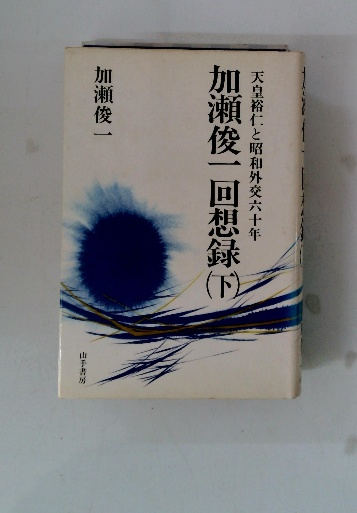 天皇裕仁と昭和外交六十年
加瀬俊一回想録(下)
加瀬俊一
山手書房